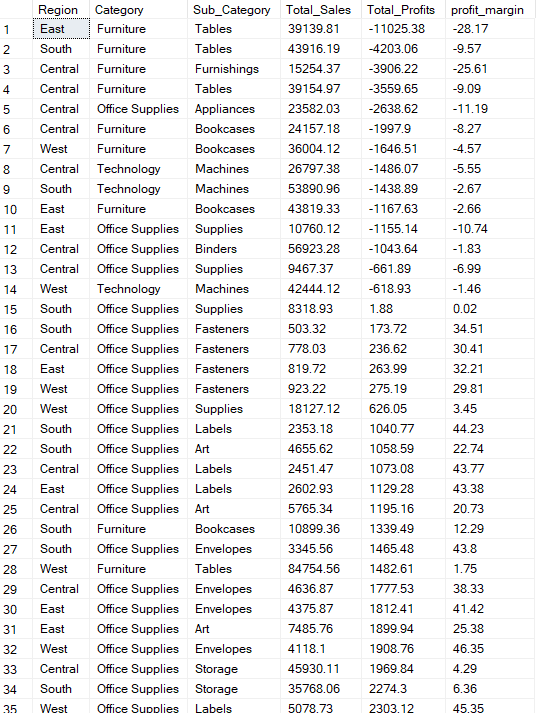 Region Category Sub_Category Total_Sales Total_Profits profit_margin
1 East Furniture Tables 39139.81 -11025.38 -28.17
2 South Furniture Tables 43916.19 -4203.06 -9.57
3 Central Furniture Furnishings 15254.37 -3906.22 -25.61
4 Central Furniture Tables 39154.97 -3559.65 -9.09
5 Central Office Supplies Appliances 23582.03 -2638.62 -11.19
6 Central Furniture Bookcases 24157.18 -1997.9 -8.27
7 West Furniture Bookcases 36004.12 -1646.51 -4.57
8 Central Technology Machines 26797.38 -1486.07 -5.55
9 South Technology Machines 53890.96 -1438.89 -2.67
10 East Furniture Bookcases 43819.33 -1167.63 -2.66
11 East Office Supplies Supplies 10760.12 -1155.14 -10.74
12 Central Office Supplies Binders 56923.28 -1043.64 -1.83
13 Central Office Supplies Supplies 9467.37 -661.89 -6.99
14 West Technology Machines 42444.12 -618.93 -1.46
15 South Office Supplies Supplies 8318.93 1.88 0.02
16 South Office Supplies Fasteners 503.32 173.72 34.51
17 Central Office Supplies Fasteners 778.03 236.62 30.41
18 East Office Supplies Fasteners 819.72 263.99 32.21
19 West Office Supplies Fasteners 923.22 275.19 29.81
20 West Office Supplies Supplies 18127.12 626.05 3.45
21 South Office Supplies Labels 2353.18 1040.77 44.23
22 South Office Supplies Art 4655.62 1058.59 22.74
23 Central Office Supplies Labels 2451.47 1073.08 43.77
24 East Office Supplies Labels 2602.93 1129.28 43.38
25 Central Office Supplies Art 5765.34 1195.16 20.73
26 South Furniture Bookcases 10899.36 1339.49 12.29
27 South Office Supplies Envelopes 3345.56 1465.48 43.8
28 West Furniture Tables 84754.56 1482.61 1.75
29 Central Office Supplies Envelopes 4636.87 1777.53 38.33
30 East Office Supplies Envelopes 4375.87 1812.41 41.42
31 East Office Supplies Art 7485.76 1899.94 25.38
32 West Office Supplies Envelopes 4118.1 1908.76 46.35
33 Central Office Supplies Storage 45930.11 1969.84 4.29
34 South Office Supplies Storage 35768.06 2274.3 6.36
35 West Office Supplies Labels 5078.73 2303.12 45.35